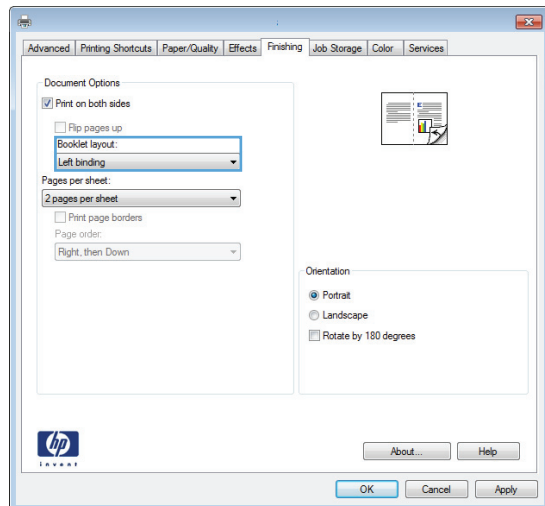 Advanced Printing Shortcuts Paper/Quality Effects Finishing Job Storage Color Services
Document Options
Print on both sides
Flip pages up
Booklet layout:
Left binding
Pages per sheet:
2 pages per sheet
Print page borders
Page order:
Right, then Down
Orientation
Portrait
Landscape
Rotate by 180 degrees
hp
invent
About... Help
OK Cancel Apply